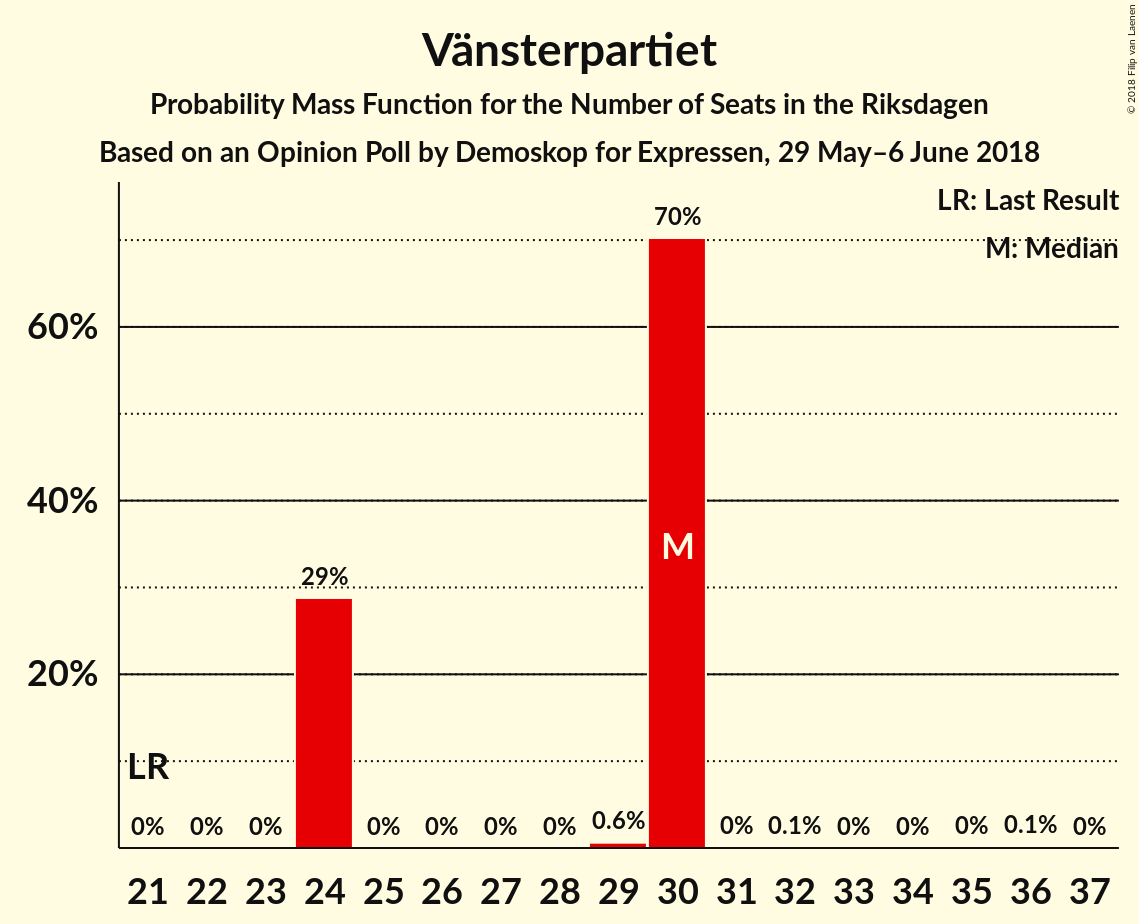 Vänsterpartiet
Probability Mass Function for the Number of Seats in the Riksdagen
Based on an Opinion Poll by Demoskop for Expressen, 29 May–6 June 2018
© 2018 Filip van Laenen
LR: Last Result
M: Median
70%
60%
40%
M
29%
20%
LR
0% 0% 0% 0% 0% 0% 0% 0.6% 0% 0.1% 0% 0% 0% 0.1% 0%
21 22 23 24 25 26 27 28 29 30 31 32 33 34 35 36 37